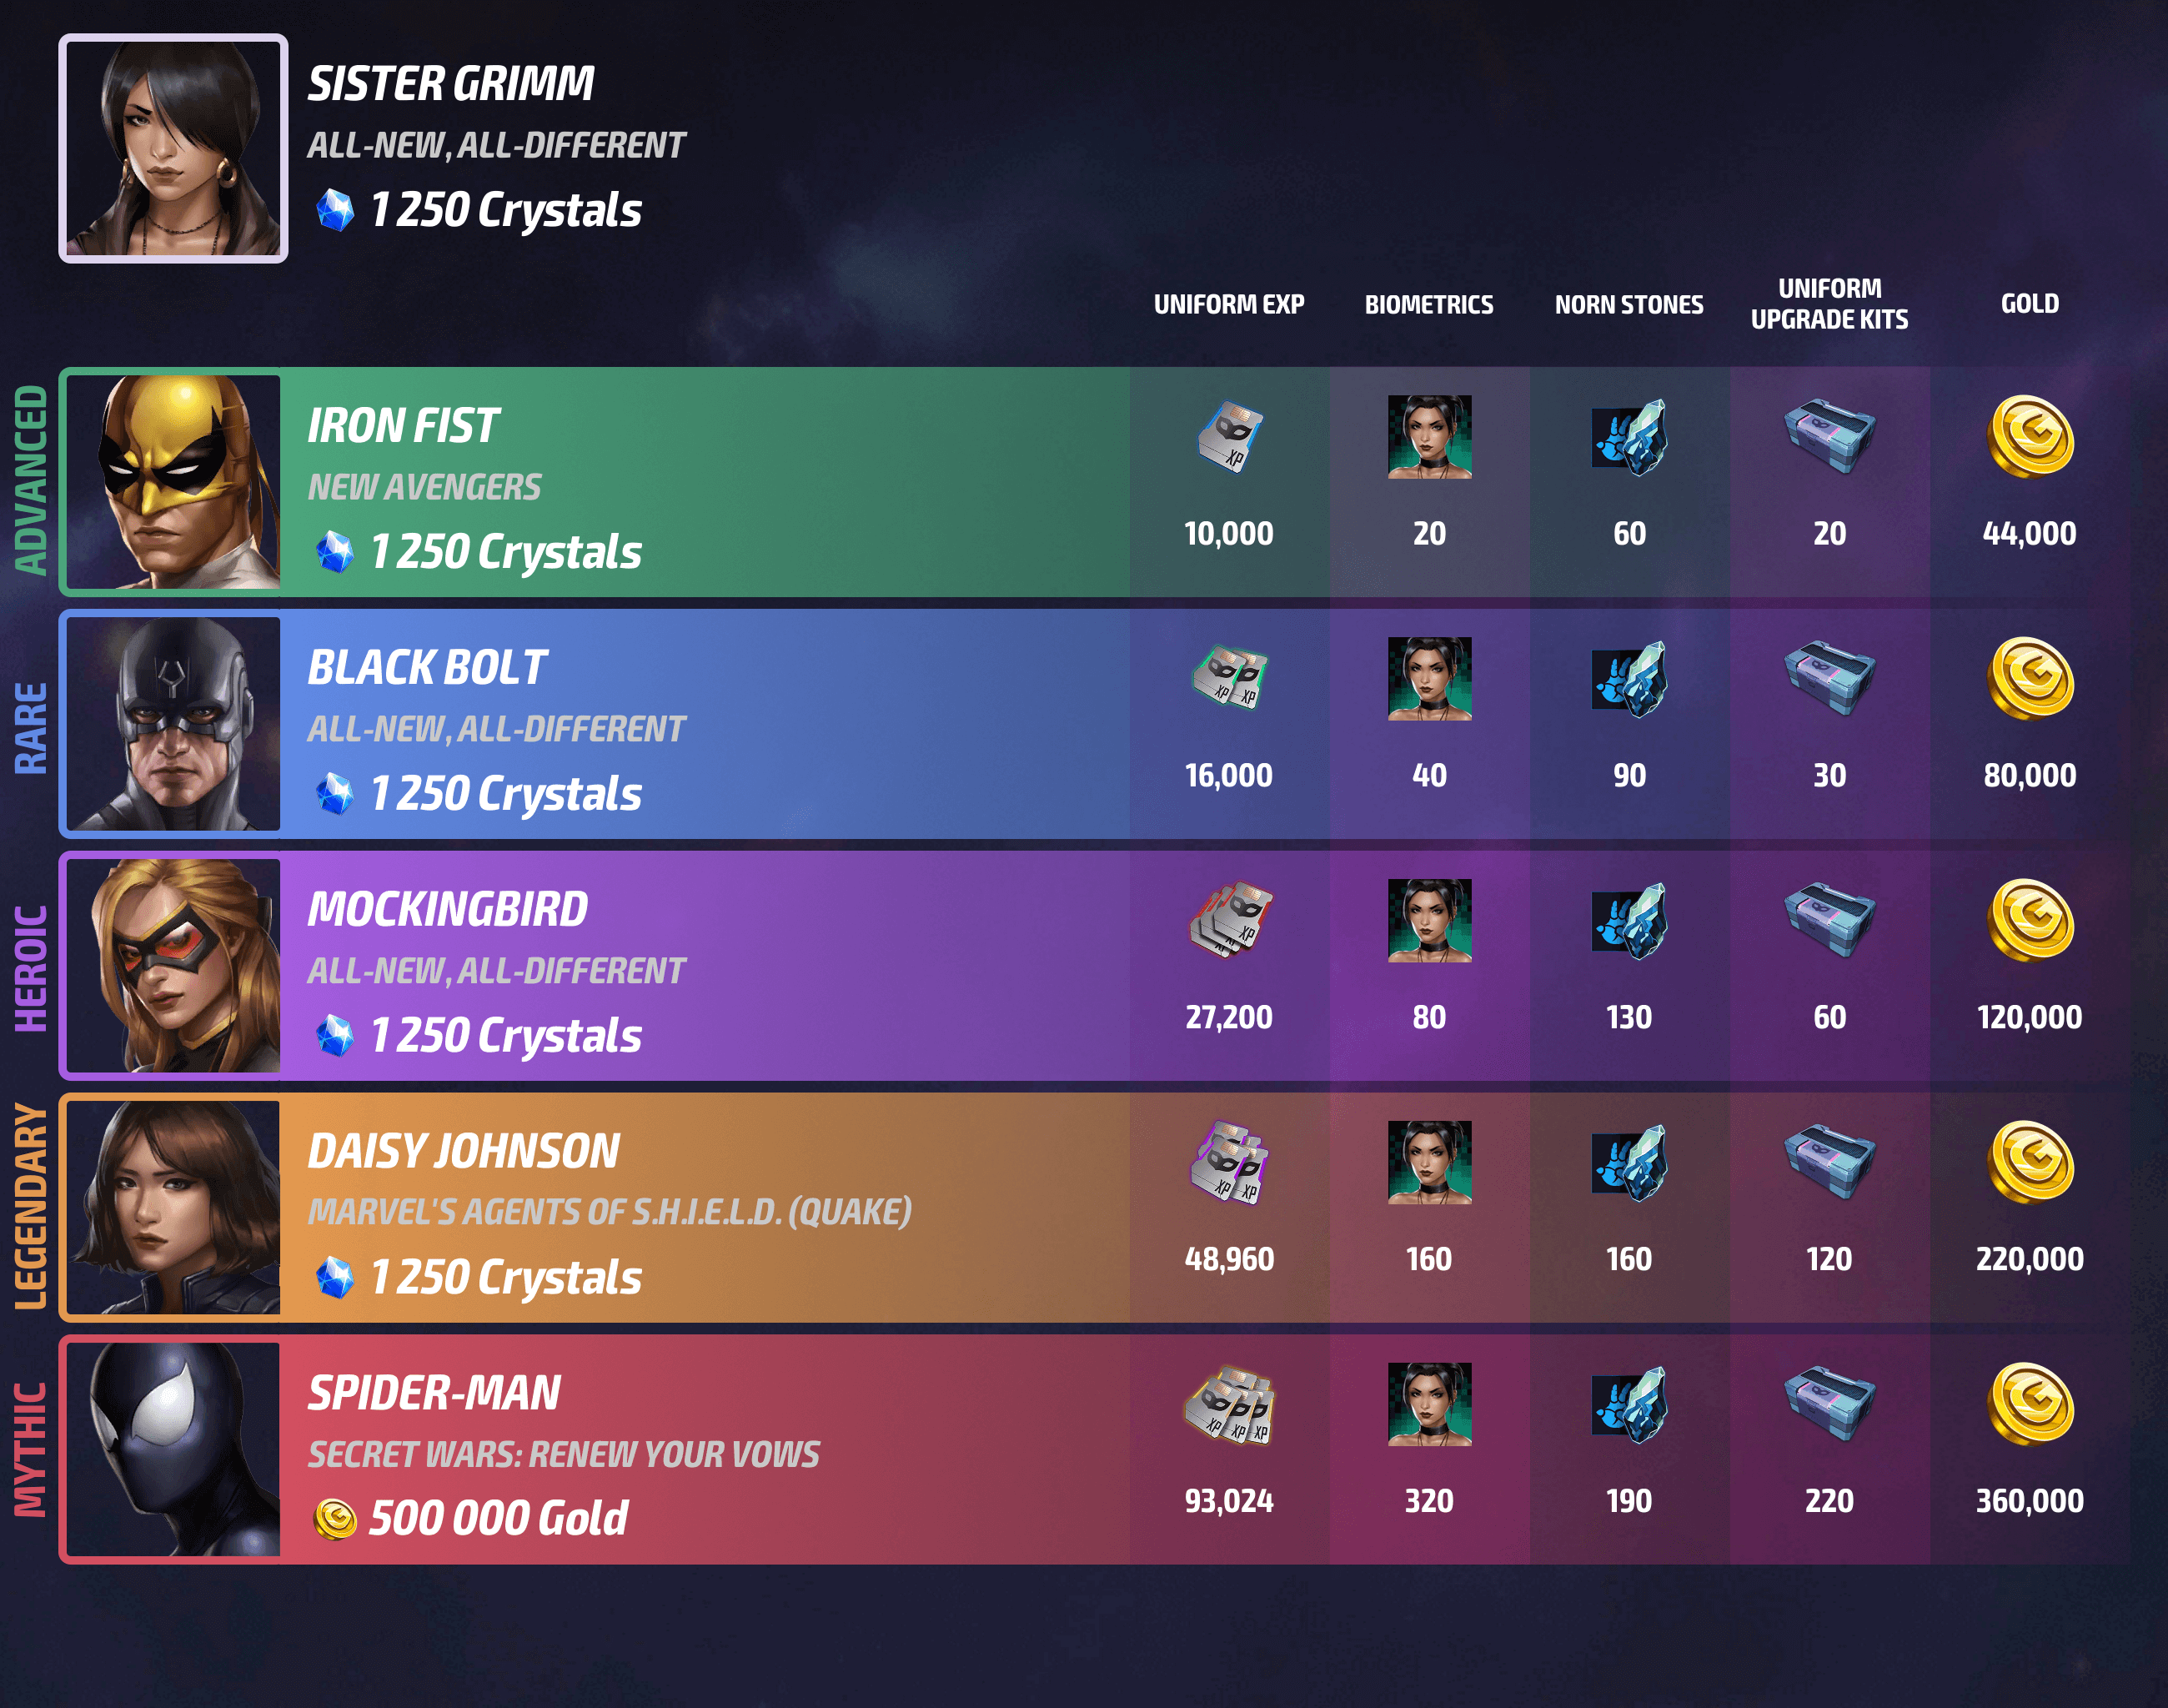 SISTER GRIMM
ALL-NEW, ALL-DIFFERENT
1 250 Crystals
UNIFORM EXP
BIOMETRICS
NORN STONES
UNIFORM
UPGRADE KITS
GOLD
ADVANCED
IRON FIST
NEW AVENGERS
1 250 Crystals
XP
10,000
20
60
20
44,000
RARE
BLACK BOLT
ALL-NEW, ALL-DIFFERENT
1 250 Crystals
XP XP
16,000
40
90
30
80,000
HEROIC
MOCKINGBIRD
ALL-NEW, ALL-DIFFERENT
1 250 Crystals
XP
27,200
80
130
60
120,000
LEGENDARY
DAISY JOHNSON
MARVEL'S AGENTS OF S.H.I.E.L.D. (QUAKE)
1 250 Crystals
XP XP
48,960
160
160
120
220,000
MYTHIC
SPIDER-MAN
SECRET WARS: RENEW YOUR VOWS
500 000 Gold
XP XP XP
93,024
320
190
220
360,000